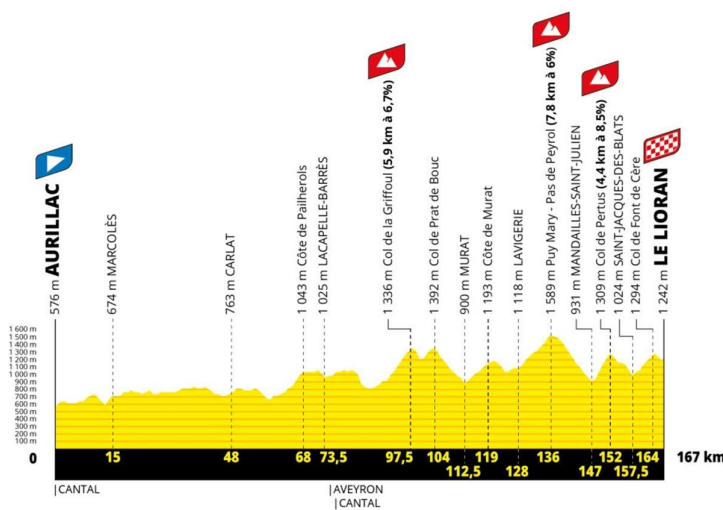 576 m AURILLAC
674 m MARCOLÈS
763 m CARLAT
1 043 m Côte de Pailherols
1 025 m LACAPELLE-BARRÈS
1 336 m Col de la Griffoul (5,9 km à 6,7%)
1 392 m Col de Prat de Bouc
900 m MURAT
1 193 m Côte de Murat
1 118 m LAVIGERIE
1 589 m Puy Mary - Pas de Peyrol (7,8 km à 6%)
931 m MANDAILLES-SAINT-JULIEN
1 309 m Col de Pertus (4,4 km à 8,5%)
1 024 m SAINT-JACQUES-DES-BLATS
1 294 m Col de Font de Cère
1 242 m LE LIORAN
1 600 m
1 500 m
1 400 m
1 300 m
1 200 m
1 100 m
1 000 m
900 m
800 m
700 m
600 m
500 m
400 m
300 m
200 m
100 m
0
15
48
68
73,5
97,5
104
112,5
119
128
136
147
152
157,5
164
167 km
|CANTAL
|AVEYRON
|CANTAL